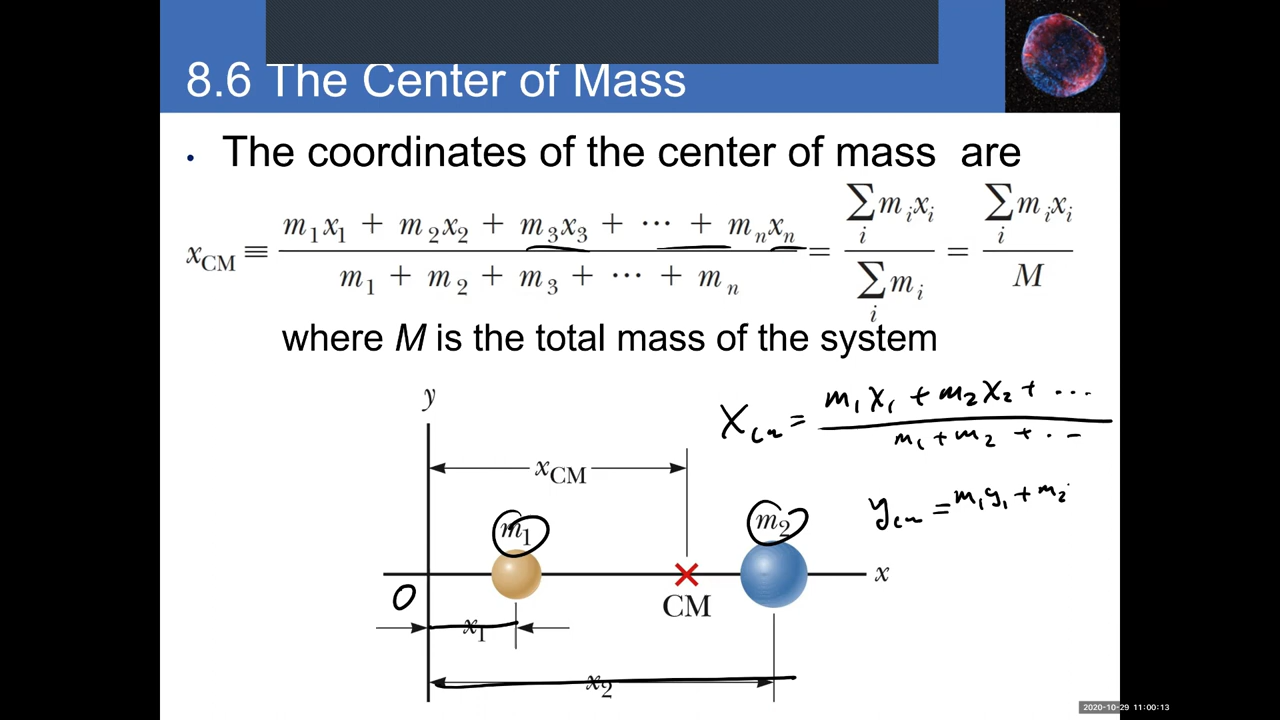 8.6 The Center of Mass
• The coordinates of the center of mass are
x_CM ≡ (m₁x₁ + m₂x₂ + m₃x₃ + ··· + mₙxₙ) / (m₁ + m₂ + m₃ + ··· + mₙ) = (∑ᵢ mᵢxᵢ) / (∑ᵢ mᵢ) = (∑ᵢ mᵢxᵢ) / M
where M is the total mass of the system
X_cm = (m₁x₁ + m₂x₂ + ···) / (m₁ + m₂ + ···)
y
x_CM
y_cm = m₁y₁ + m₂
m₁
m₂
x
O
CM
x₁
x₂
2020-10-29 11:00:13